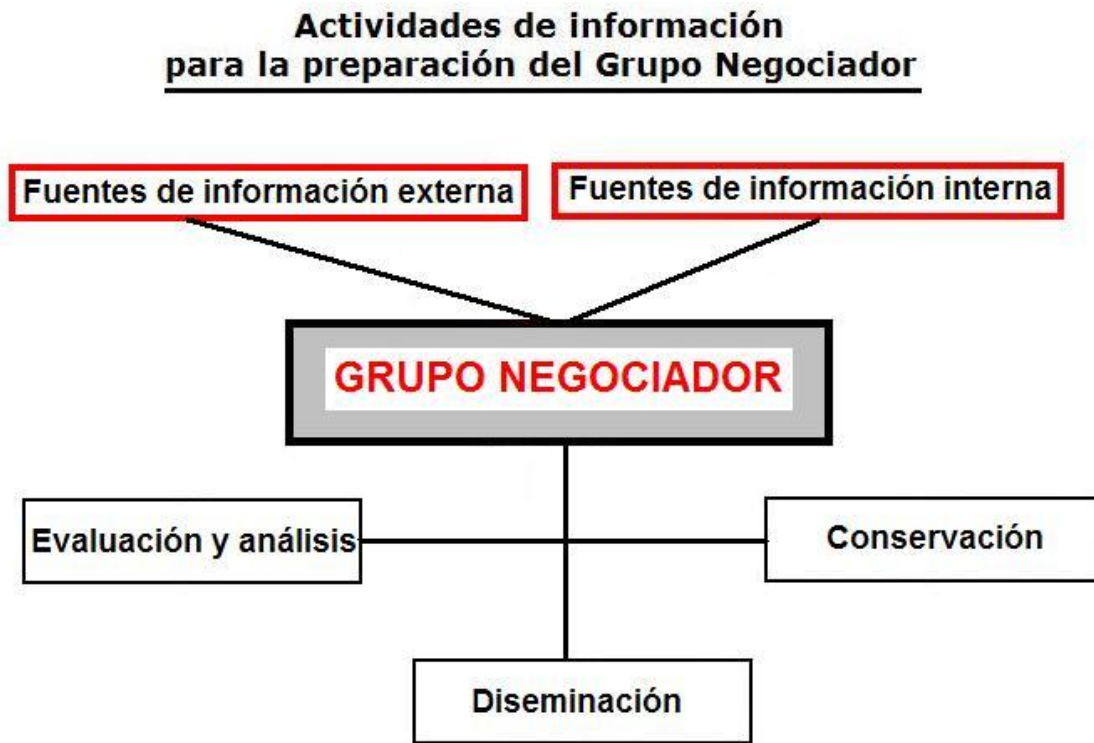 Actividades de información
para la preparación del Grupo Negociador
Fuentes de información externa
Fuentes de información interna
GRUPO NEGOCIADOR
Evaluación y análisis
Conservación
Diseminación